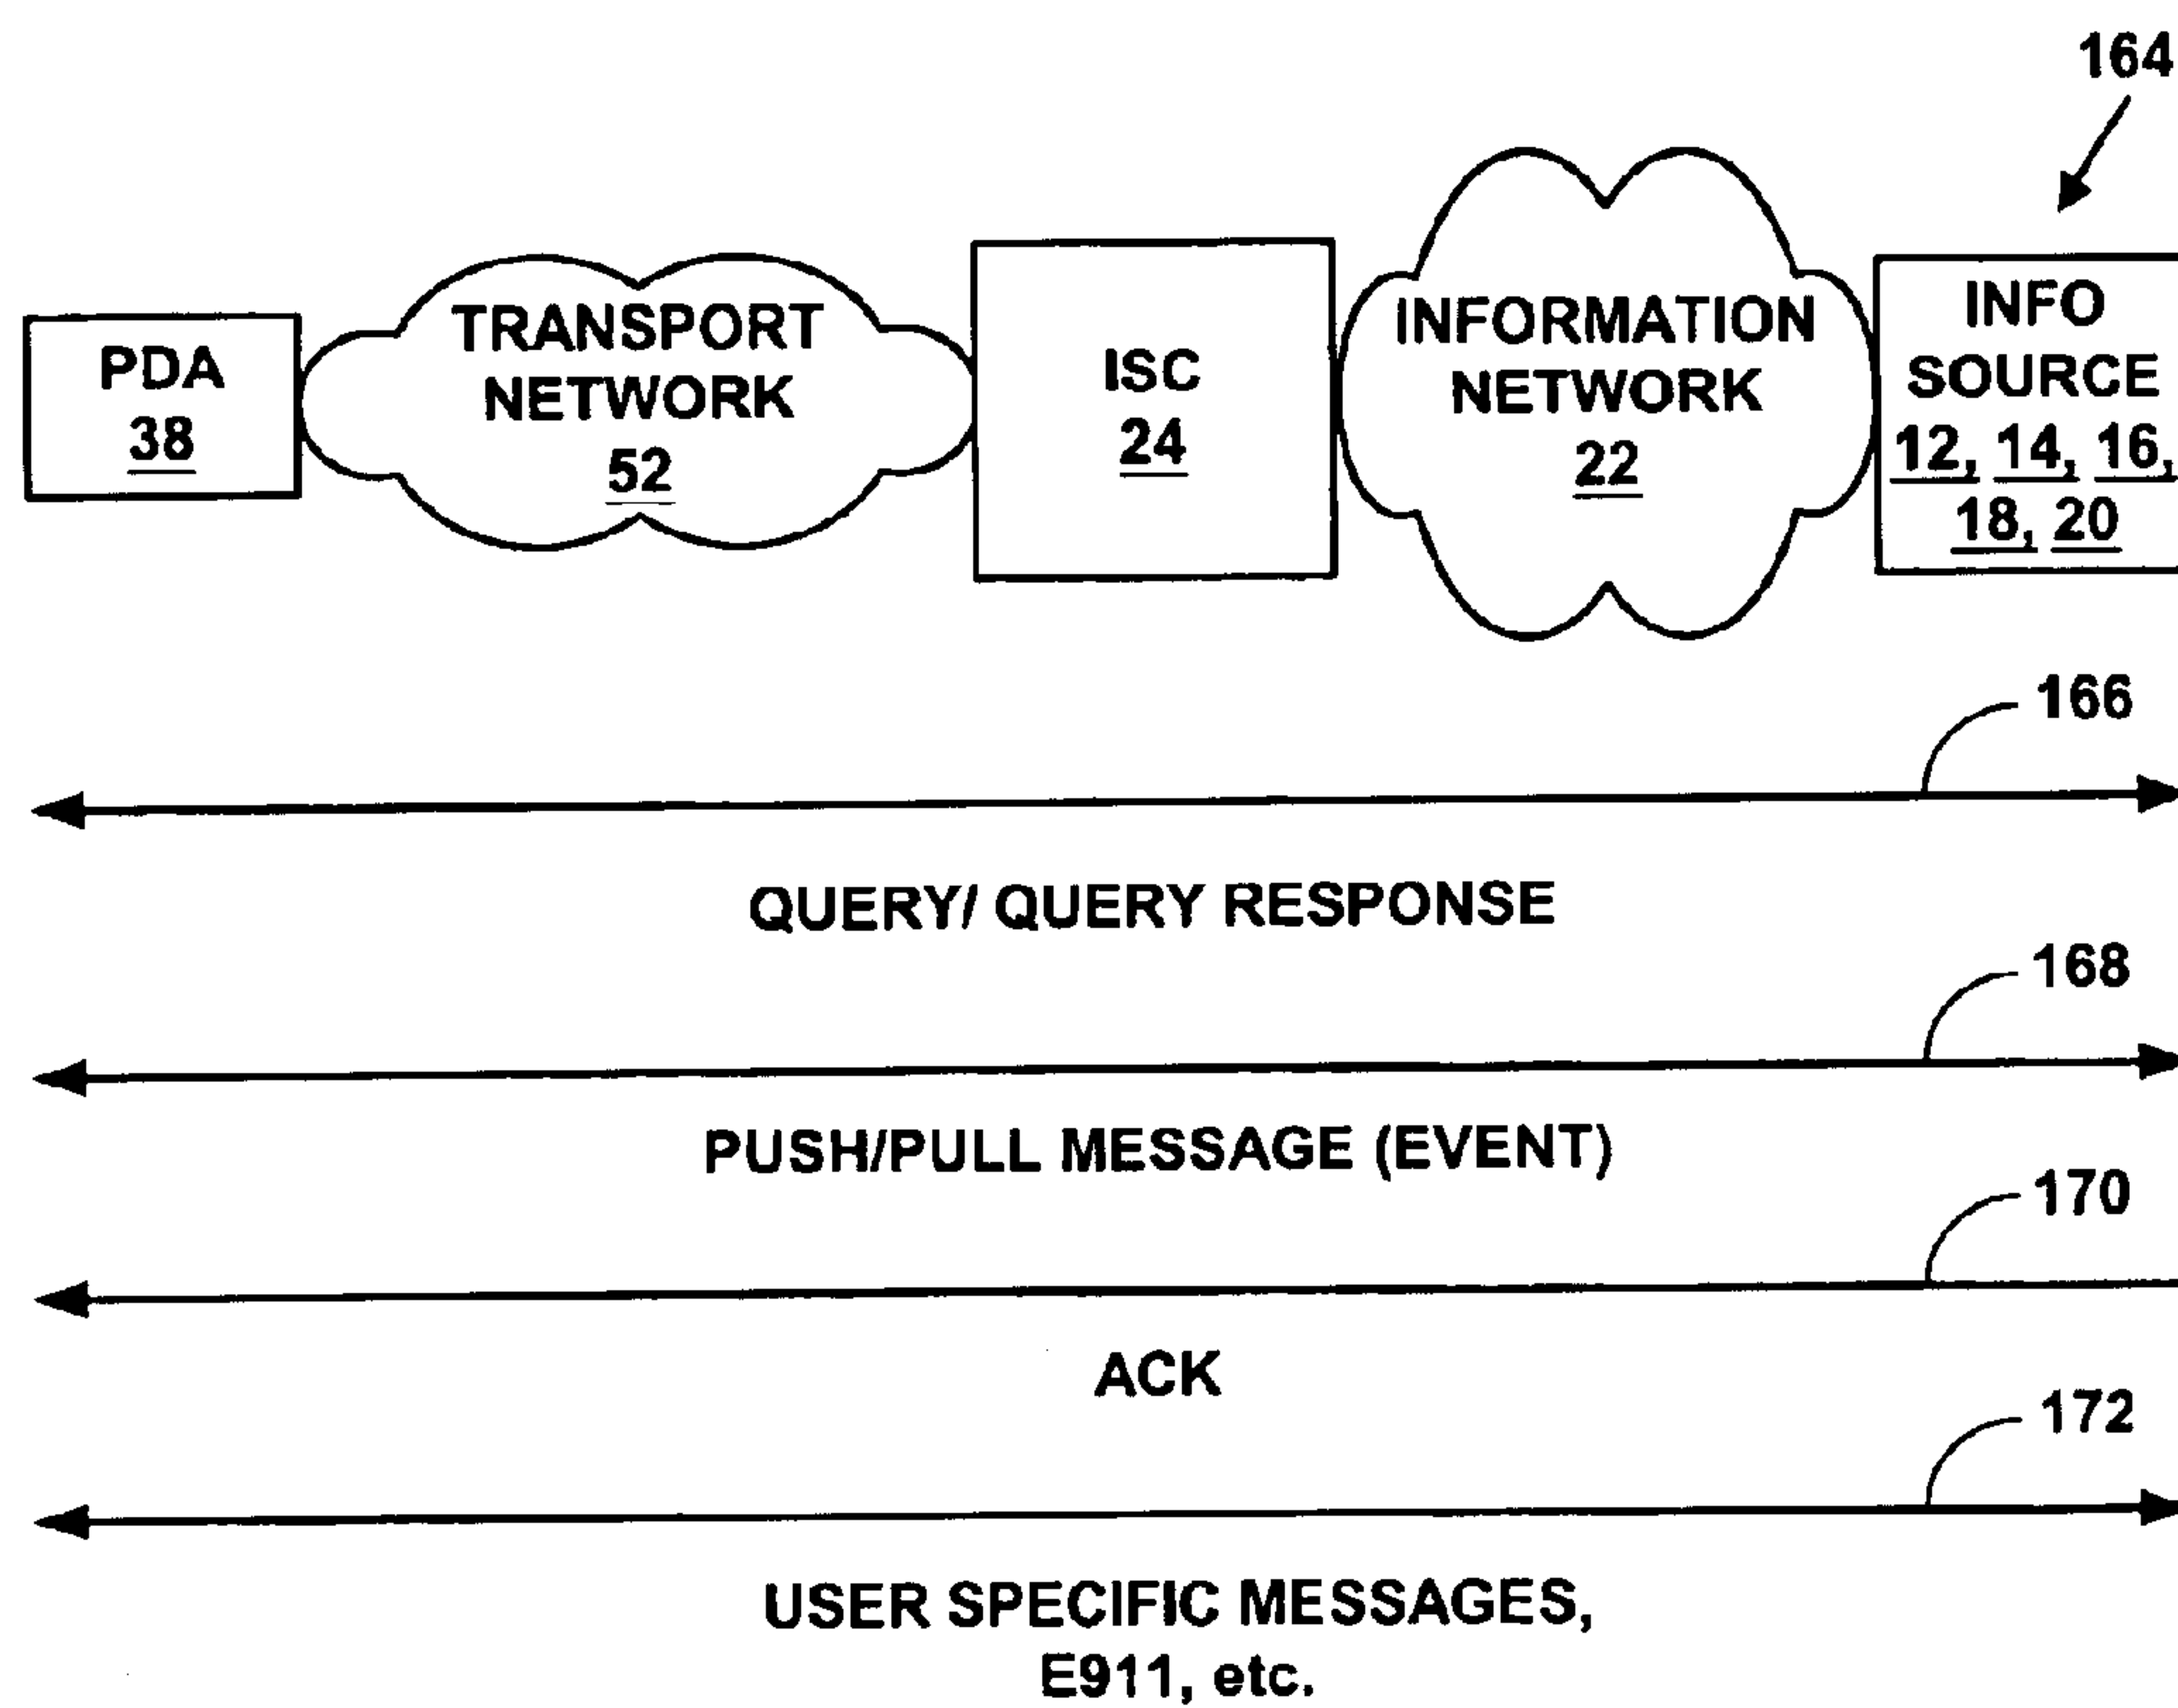 164
PDA
38
TRANSPORT
NETWORK
52
ISC
24
INFORMATION
NETWORK
22
INFO
SOURCE
12, 14, 16,
18, 20
166
QUERY/ QUERY RESPONSE
168
PUSH/PULL MESSAGE (EVENT)
170
ACK
172
USER SPECIFIC MESSAGES,
E911, etc.